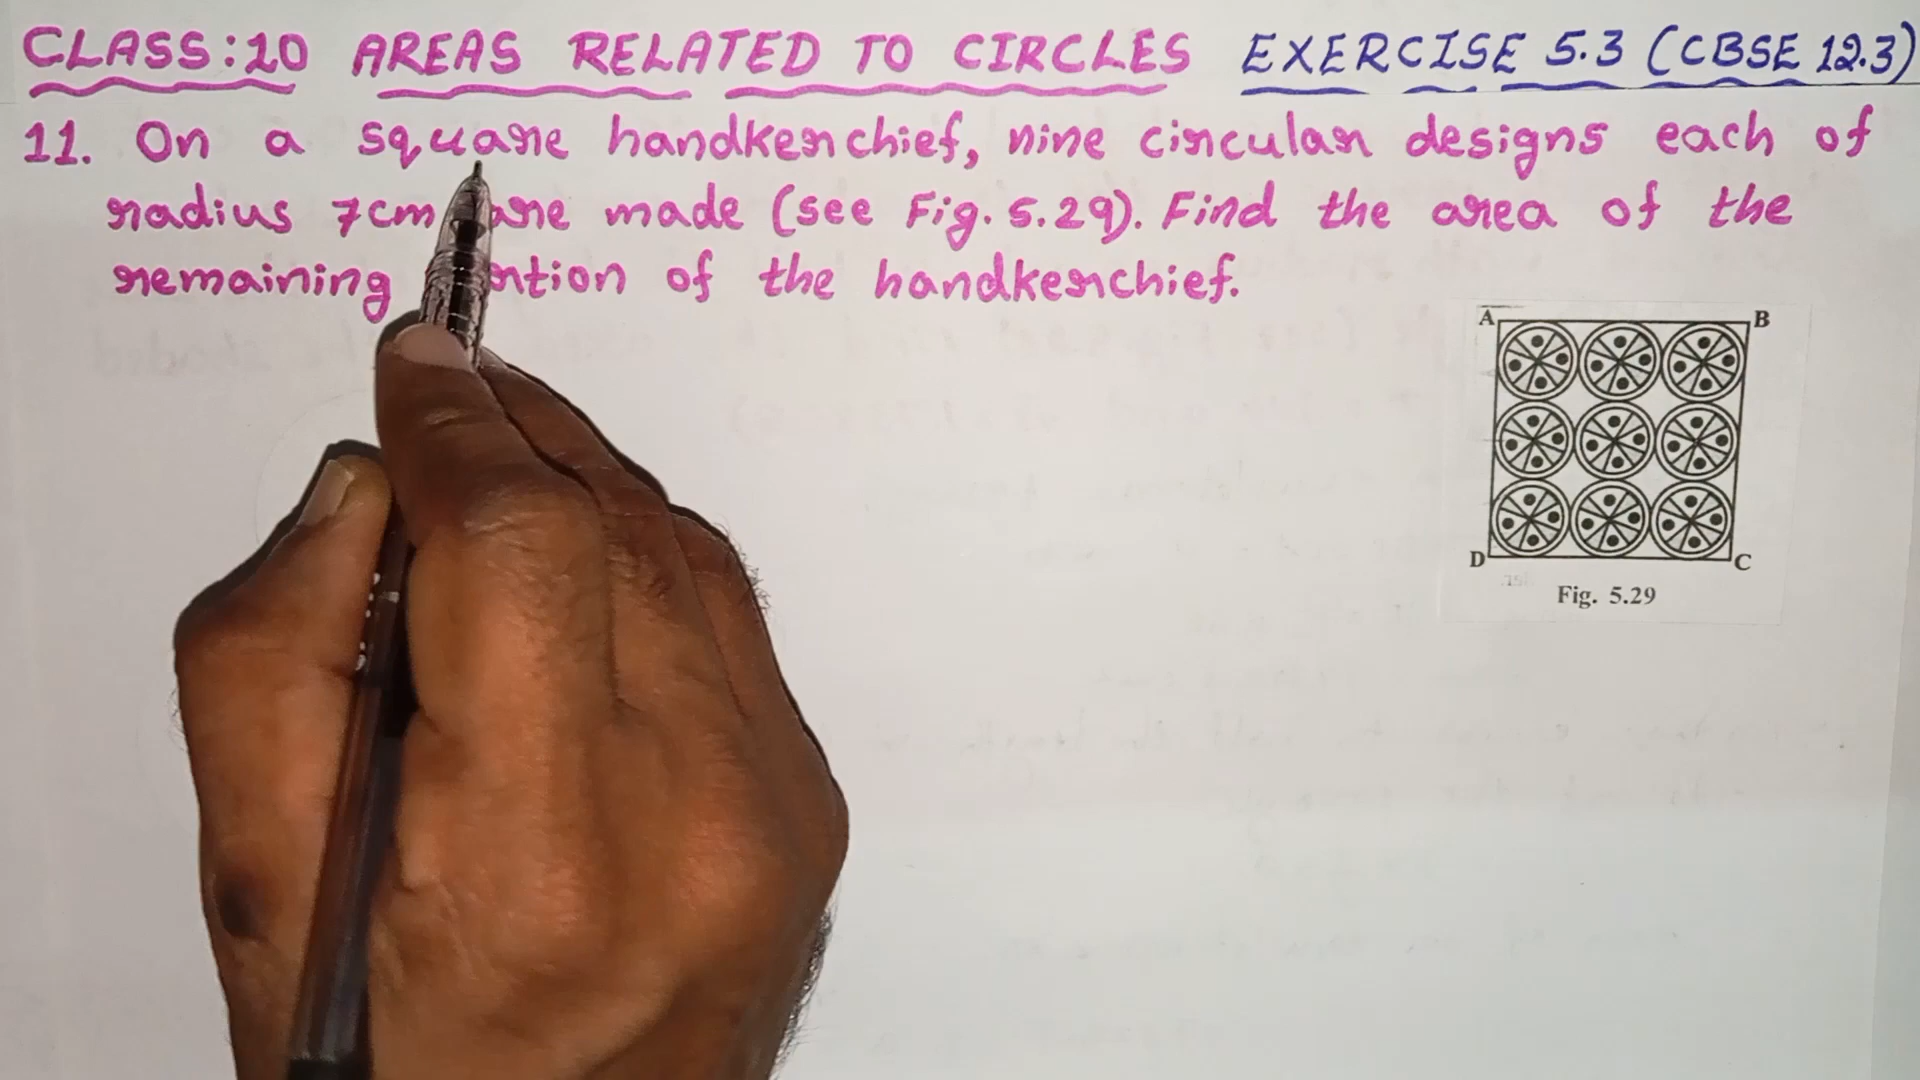 CLASS:10 AREAS RELATED TO CIRCLES EXERCISE 5.3 (CBSE 12.3)
11. On a square handkerchief, nine circular designs each of
radius 7cm are made (see Fig. 5.29). Find the area of the
remaining of the handkerchief.
A B
D C
Fig. 5.29